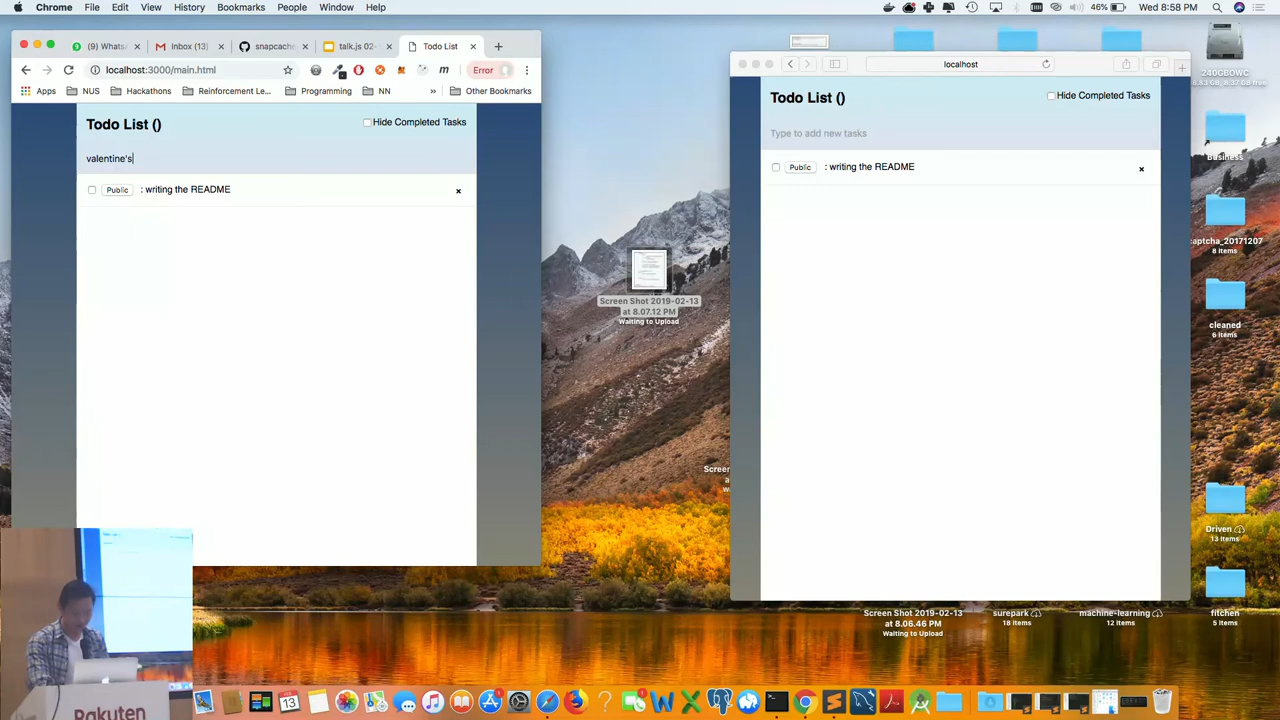 Chrome File Edit View History Bookmarks People Window Help
46% Wed 8:58 PM
(9) Whats
Inbox (13)
snapcache
talk.js 02-
Todo List
localhost:3000/main.html
Error
Apps NUS Hackathons Reinforcement Le... Programming NN » Other Bookmarks
Todo List ()
Hide Completed Tasks
valentine's
Public : writing the README
localhost
Todo List ()
Hide Completed Tasks
Type to add new tasks
Public : writing the README
Screen Shot 2019-02-13
at 8.07.12 PM
Waiting to Upload
240GBOWC
Business
captcha_20171207
8 items
cleaned
6 items
Driven
13 items
fitchen
5 items
Screen Shot 2019-02-13
at 8.06.46 PM
Waiting to Upload
surepark
18 items
machine-learning
12 items
Rakuten